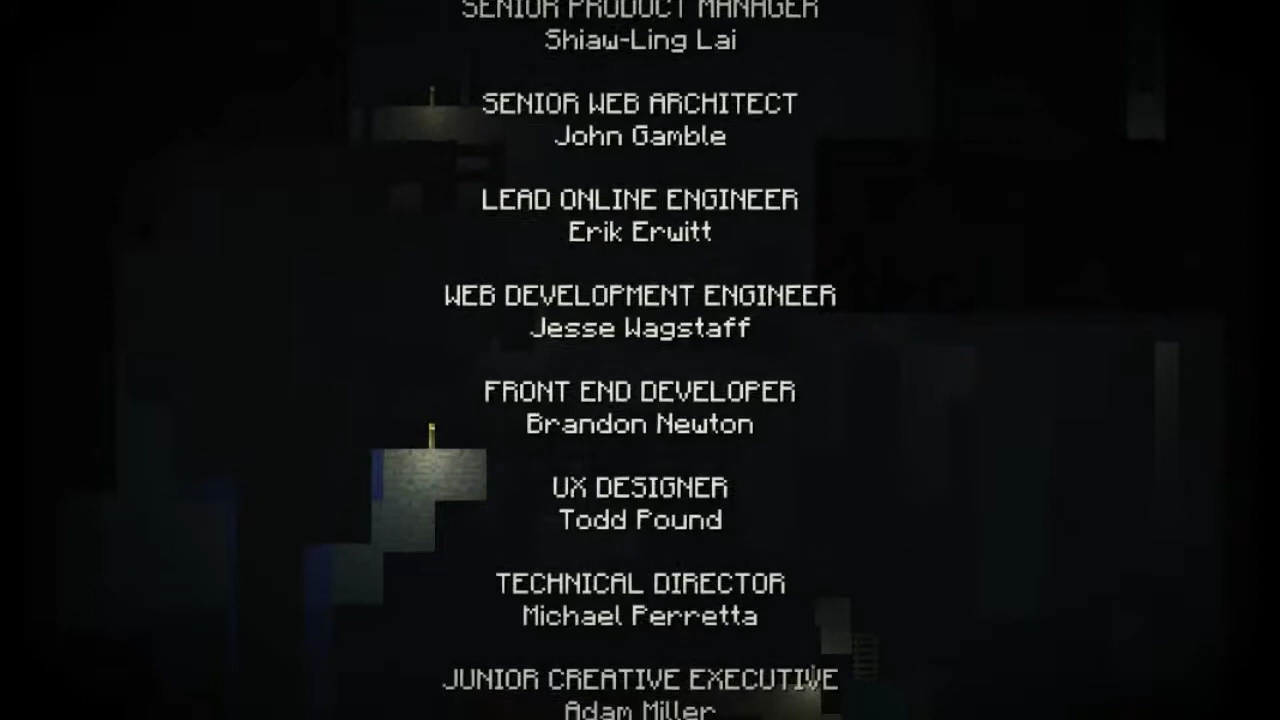 SENIOR PRODUCT MANAGER
Shiaw-Ling Lai
SENIOR WEB ARCHITECT
John Gamble
LEAD ONLINE ENGINEER
Erik Erwitt
WEB DEVELOPMENT ENGINEER
Jesse Wagstaff
FRONT END DEVELOPER
Brandon Newton
UX DESIGNER
Todd Pound
TECHNICAL DIRECTOR
Michael Perretta
JUNIOR CREATIVE EXECUTIVE
Adam Miller